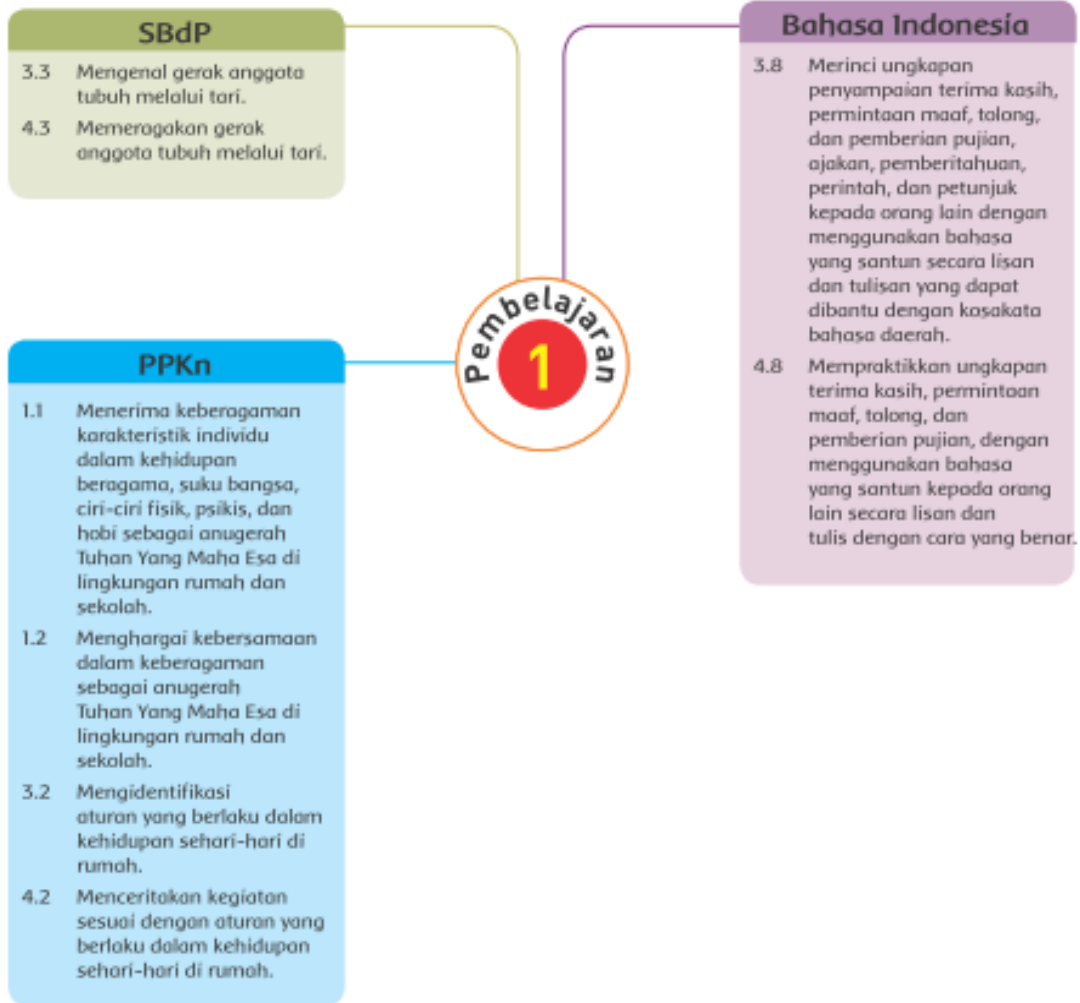 SBdP
3.3 Mengenal gerak anggota
tubuh melalui tari.
4.3 Memeragakan gerak
anggota tubuh melalui tari.
Bahasa Indonesia
3.8 Merinci ungkapan
penyampaian terima kasih,
permintaan maaf, tolong,
dan pemberian pujian,
ajakan, pemberitahuan,
perintah, dan petunjuk
kepada orang lain dengan
menggunakan bahasa
yang santun secara lisan
dan tulisan yang dapat
dibantu dengan kosakata
bahasa daerah.
4.8 Mempraktikkan ungkapan
terima kasih, permintaan
maaf, tolong, dan
pemberian pujian, dengan
menggunakan bahasa
yang santun kepada orang
lain secara lisan dan
tulis dengan cara yang benar.
Pembelajaran
1
PPKn
1.1 Menerima keberagaman
karakteristik individu
dalam kehidupan
beragama, suku bangsa,
ciri-ciri fisik, psikis, dan
hobi sebagai anugerah
Tuhan Yang Maha Esa di
lingkungan rumah dan
sekolah.
1.2 Menghargai kebersamaan
dalam keberagaman
sebagai anugerah
Tuhan Yang Maha Esa di
lingkungan rumah dan
sekolah.
3.2 Mengidentifikasi
aturan yang berlaku dalam
kehidupan sehari-hari di
rumah.
4.2 Menceritakan kegiatan
sesuai dengan aturan yang
berlaku dalam kehidupan
sehari-hari di rumah.